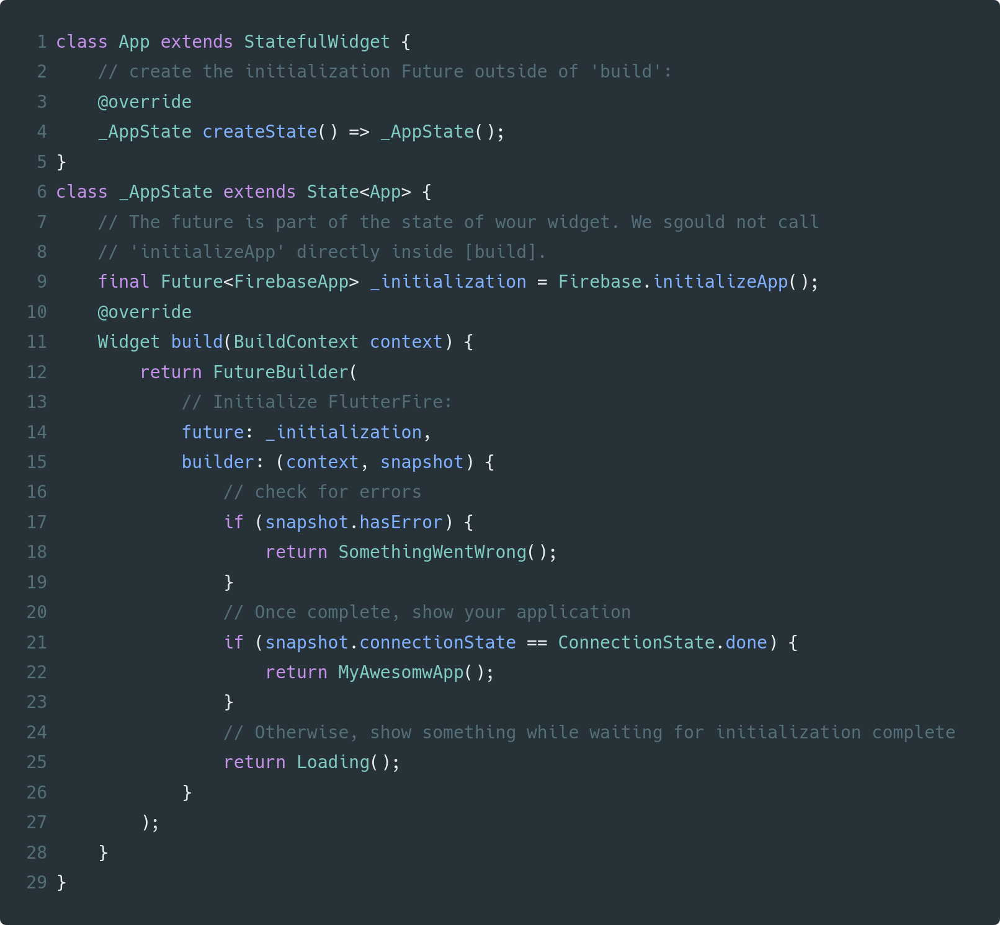 1 class App extends StatefulWidget {
2     // create the initialization Future outside of 'build':
3     @override
4     _AppState createState() => _AppState();
5 }
6 class _AppState extends State<App> {
7     // The future is part of the state of wour widget. We sgould not call
8     // 'initializeApp' directly inside [build].
9     final Future<FirebaseApp> _initialization = Firebase.initializeApp();
10     @override
11     Widget build(BuildContext context) {
12         return FutureBuilder(
13             // Initialize FlutterFire:
14             future: _initialization,
15             builder: (context, snapshot) {
16                 // check for errors
17                 if (snapshot.hasError) {
18                     return SomethingWentWrong();
19                 }
20                 // Once complete, show your application
21                 if (snapshot.connectionState == ConnectionState.done) {
22                     return MyAwesomwApp();
23                 }
24                 // Otherwise, show something while waiting for initialization complete
25                 return Loading();
26             }
27         );
28     }
29 }